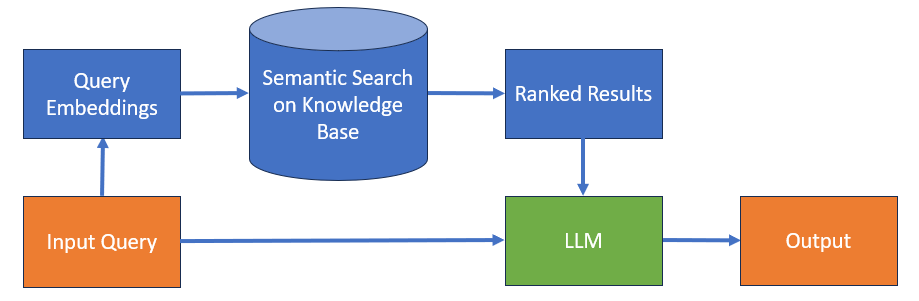 Query
Embeddings
Semantic Search
on Knowledge
Base
Ranked Results
Input Query
LLM
Output